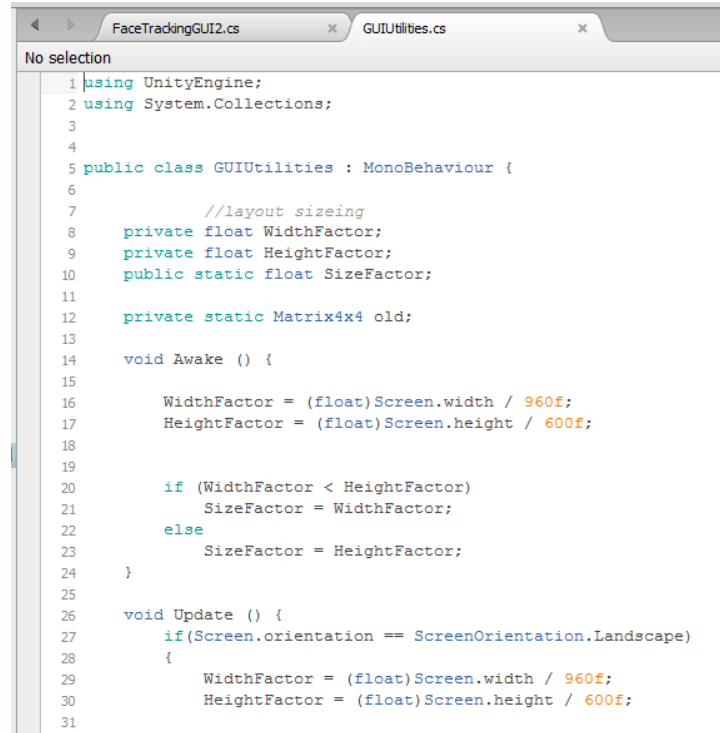 FaceTrackingGUI2.cs × GUIUtilities.cs ×
No selection
1 using UnityEngine;
2 using System.Collections;
3
4
5 public class GUIUtilities : MonoBehaviour {
6
7 //layout sizeing
8 private float WidthFactor;
9 private float HeightFactor;
10 public static float SizeFactor;
11
12 private static Matrix4x4 old;
13
14 void Awake () {
15
16 WidthFactor = (float)Screen.width / 960f;
17 HeightFactor = (float)Screen.height / 600f;
18
19
20 if (WidthFactor < HeightFactor)
21 SizeFactor = WidthFactor;
22 else
23 SizeFactor = HeightFactor;
24 }
25
26 void Update () {
27 if(Screen.orientation == ScreenOrientation.Landscape)
28 {
29 WidthFactor = (float)Screen.width / 960f;
30 HeightFactor = (float)Screen.height / 600f;
31